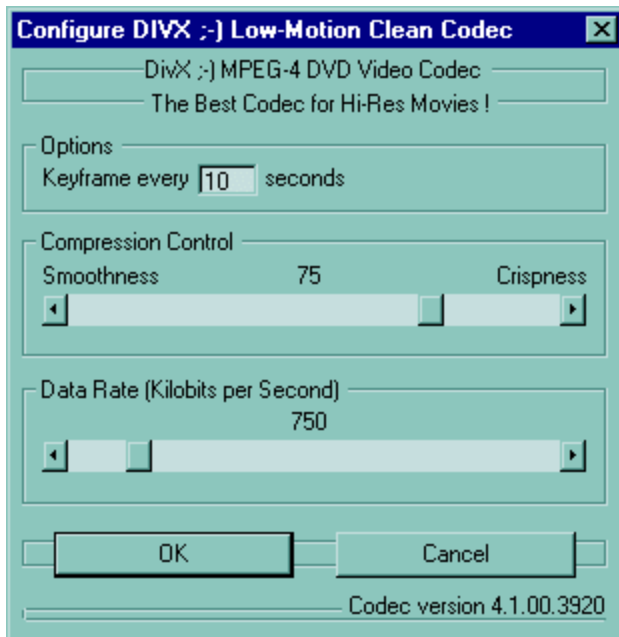 Configure DIVX ;-) Low-Motion Clean Codec
DivX ;-) MPEG-4 DVD Video Codec
The Best Codec for Hi-Res Movies !
Options
Keyframe every 10 seconds
Compression Control
Smoothness 75 Crispness
Data Rate (Kilobits per Second)
750
OK Cancel
Codec version 4.1.00.3920